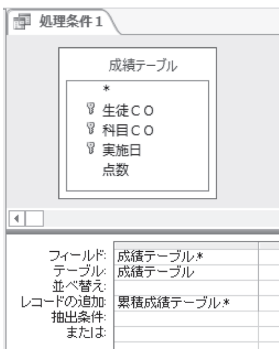 処理条件1
成績テーブル
*
生徒CO
科目CO
実施日
点数
フィールド: 成績テーブル.*
テーブル: 成績テーブル
並べ替え:
レコードの追加: 累積成績テーブル.*
抽出条件:
または: